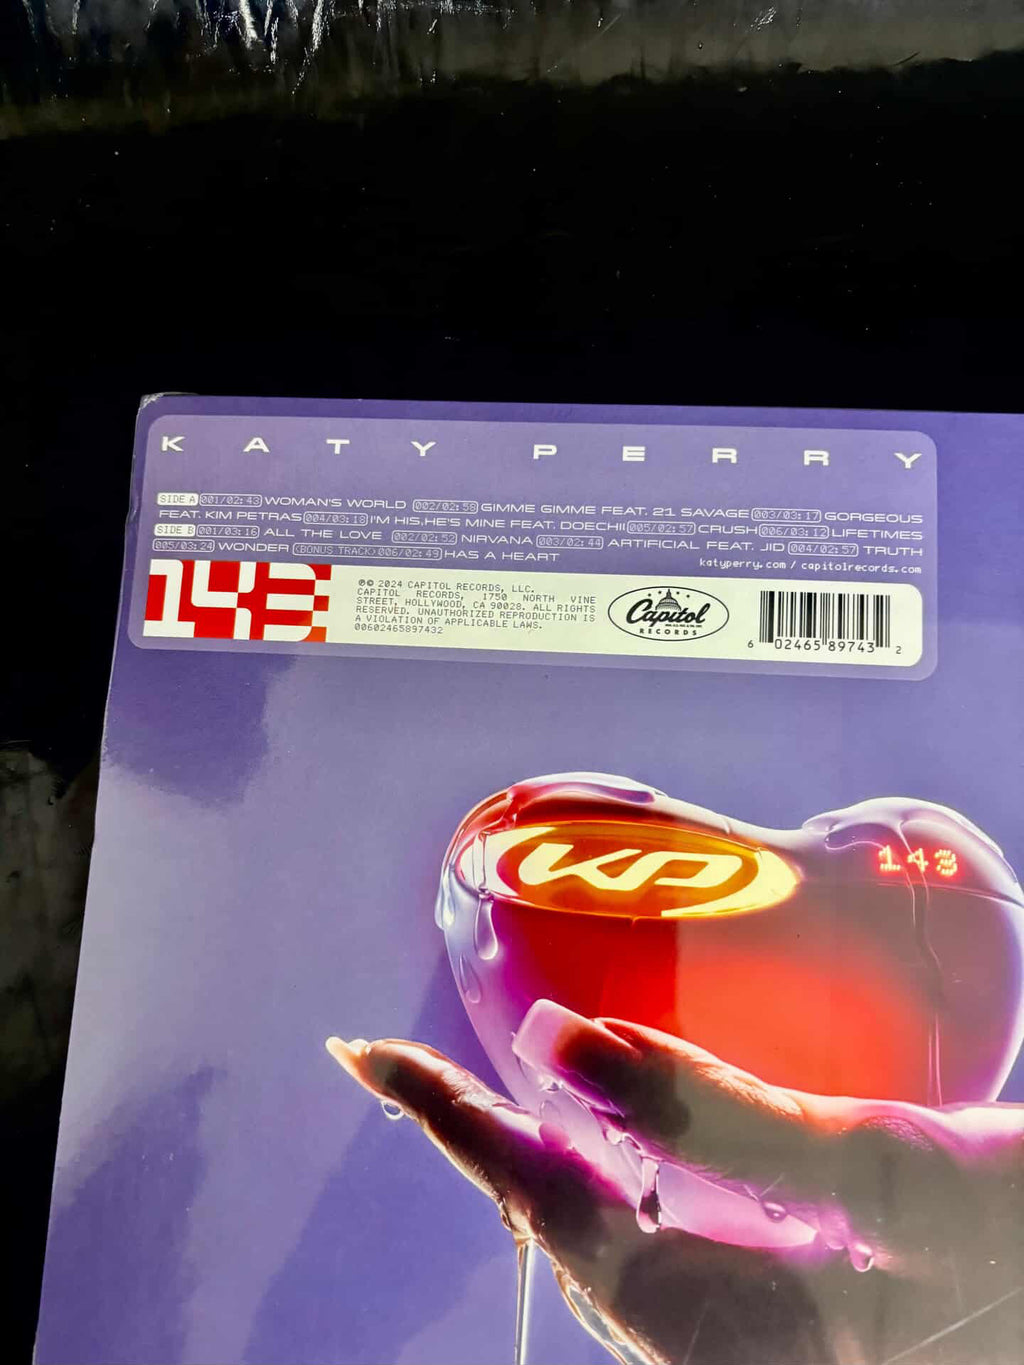 KATY PERRY
SIDE A 001/02:43 WOMAN'S WORLD 002/02:56 GIMME GIMME FEAT. 21 SAVAGE 003/03:17 GORGEOUS
FEAT. KIM PETRAS 004/03:18 I'M HIS, HE'S MINE FEAT. DOECHII 005/02:57 CRUSH 006/03:12 LIFETIMES
SIDE B 001/03:16 ALL THE LOVE 002/02:52 NIRVANA 003/02:44 ARTIFICIAL FEAT. JID 004/02:57 TRUTH
005/03:24 WONDER (BONUS TRACK) 006/02:49 HAS A HEART
katyperry.com / capitolrecords.com
143
℗© 2024 CAPITOL RECORDS, LLC.
CAPITOL RECORDS, 1750 NORTH VINE
STREET, HOLLYWOOD, CA 90028. ALL RIGHTS
RESERVED. UNAUTHORIZED REPRODUCTION IS
A VIOLATION OF APPLICABLE LAWS.
00602465897432
Capitol
RECORDS
6 02465 89743 2
KP
143